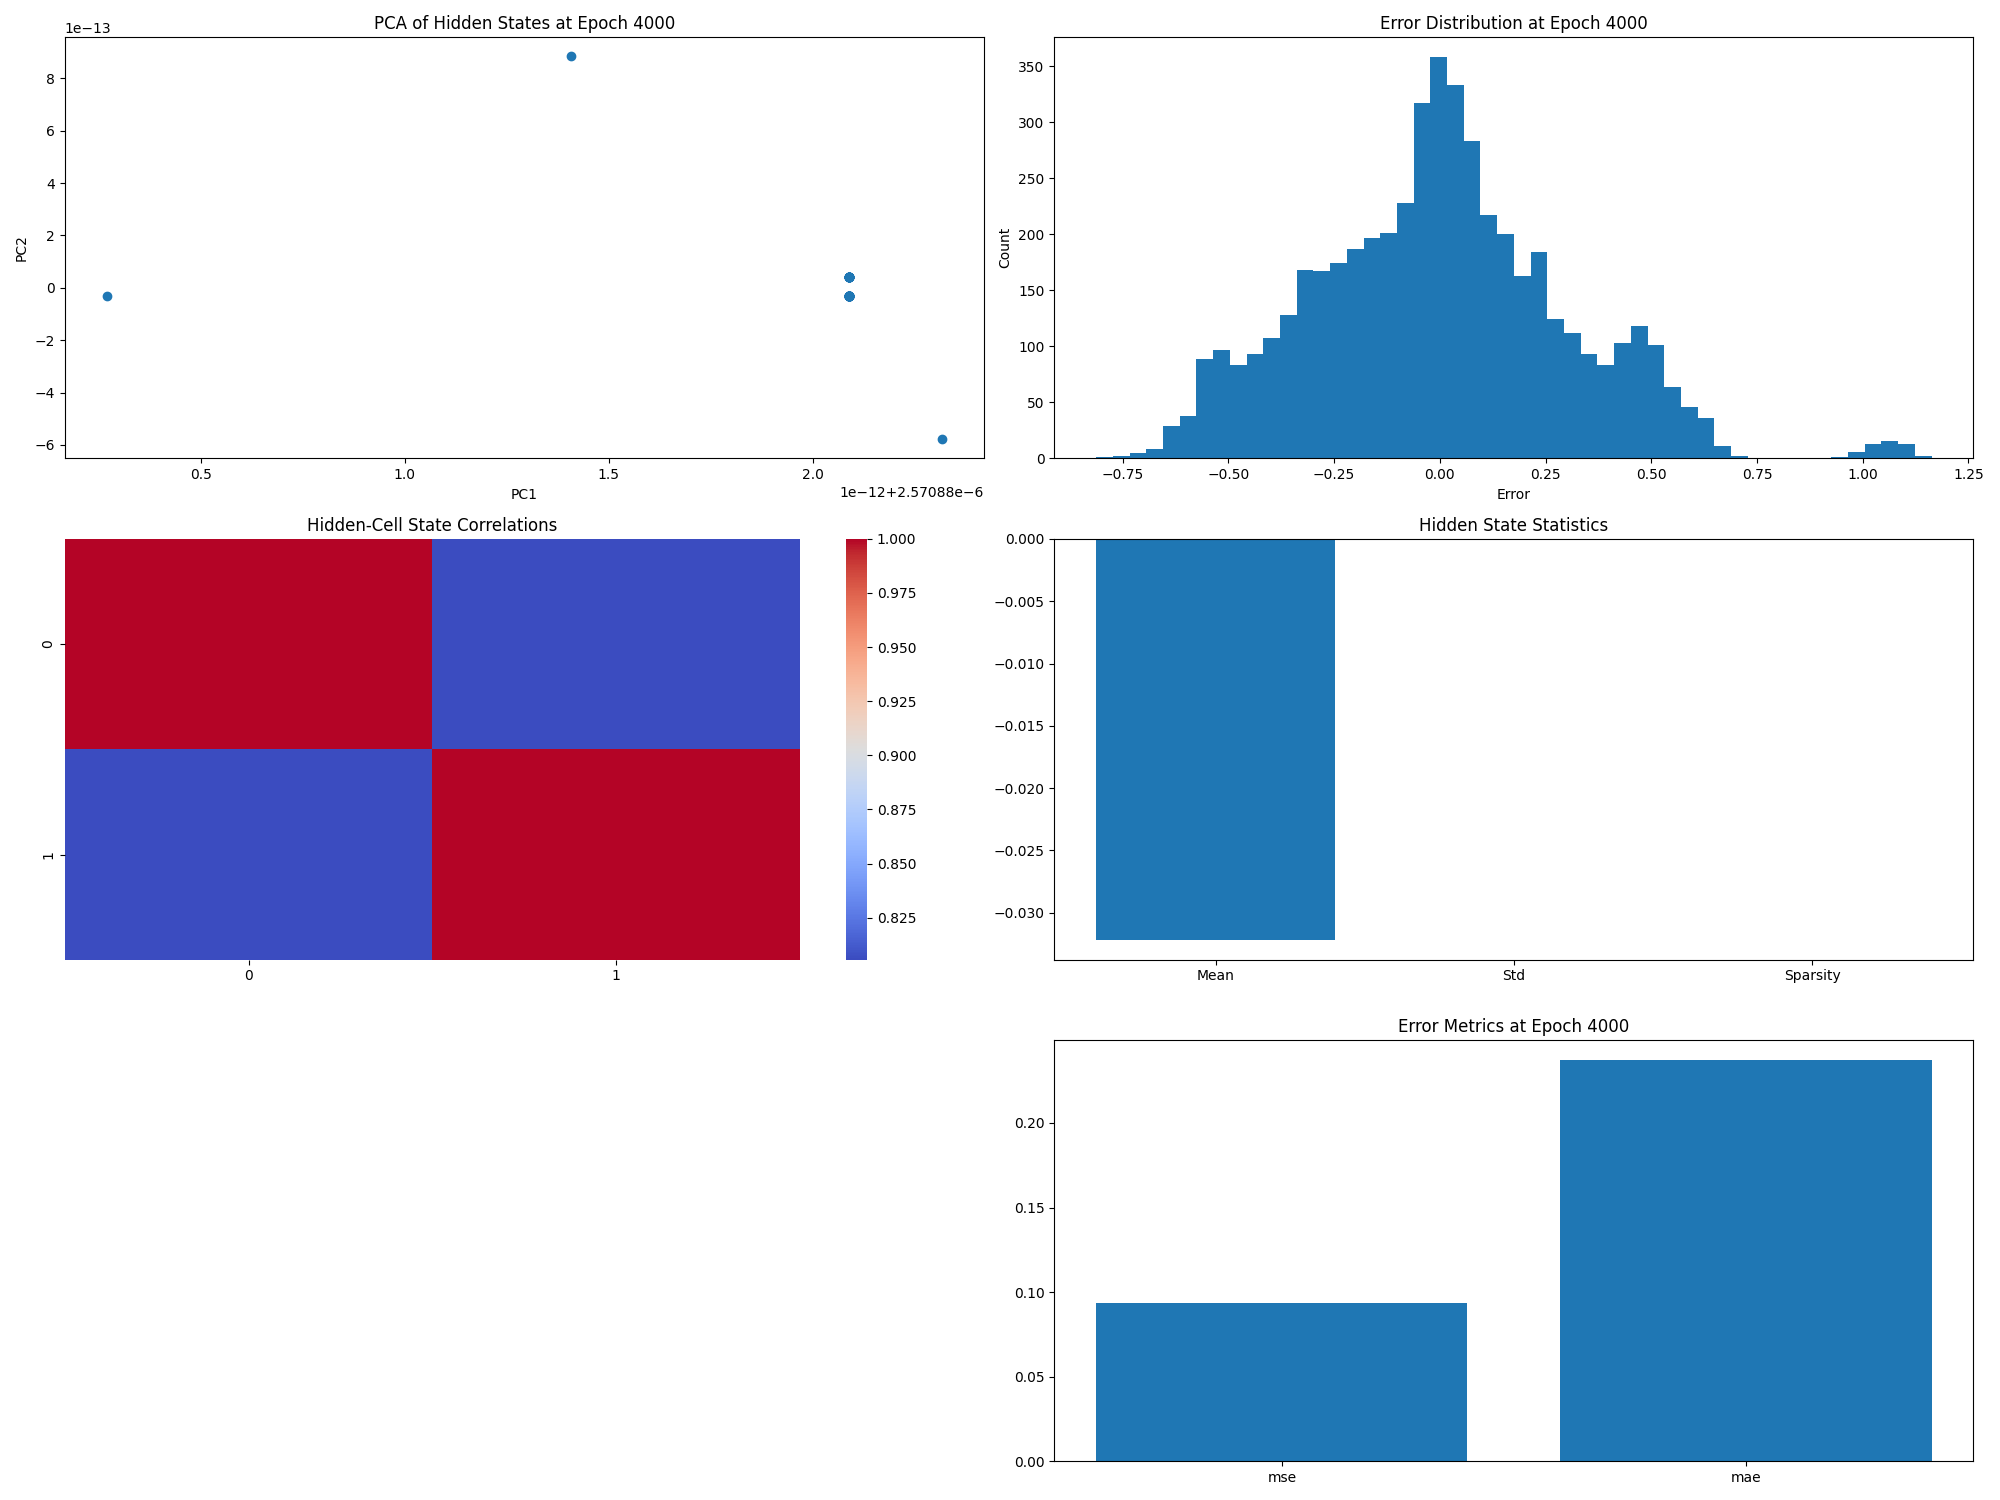 PCA of Hidden States at Epoch 4000
1e−13
8
6
4
2
0
−2
−4
−6
PC2
0.5 1.0 1.5 2.0
1e−12+2.57088e−6
PC1
Error Distribution at Epoch 4000
350
300
250
200
150
100
50
0
Count
−0.75 −0.50 −0.25 0.00 0.25 0.50 0.75 1.00 1.25
Error
Hidden-Cell State Correlations
0
1
0 1
1.000
0.975
0.950
0.925
0.900
0.875
0.850
0.825
Hidden State Statistics
0.000
−0.005
−0.010
−0.015
−0.020
−0.025
−0.030
Mean Std Sparsity
Error Metrics at Epoch 4000
0.20
0.15
0.10
0.05
0.00
mse mae